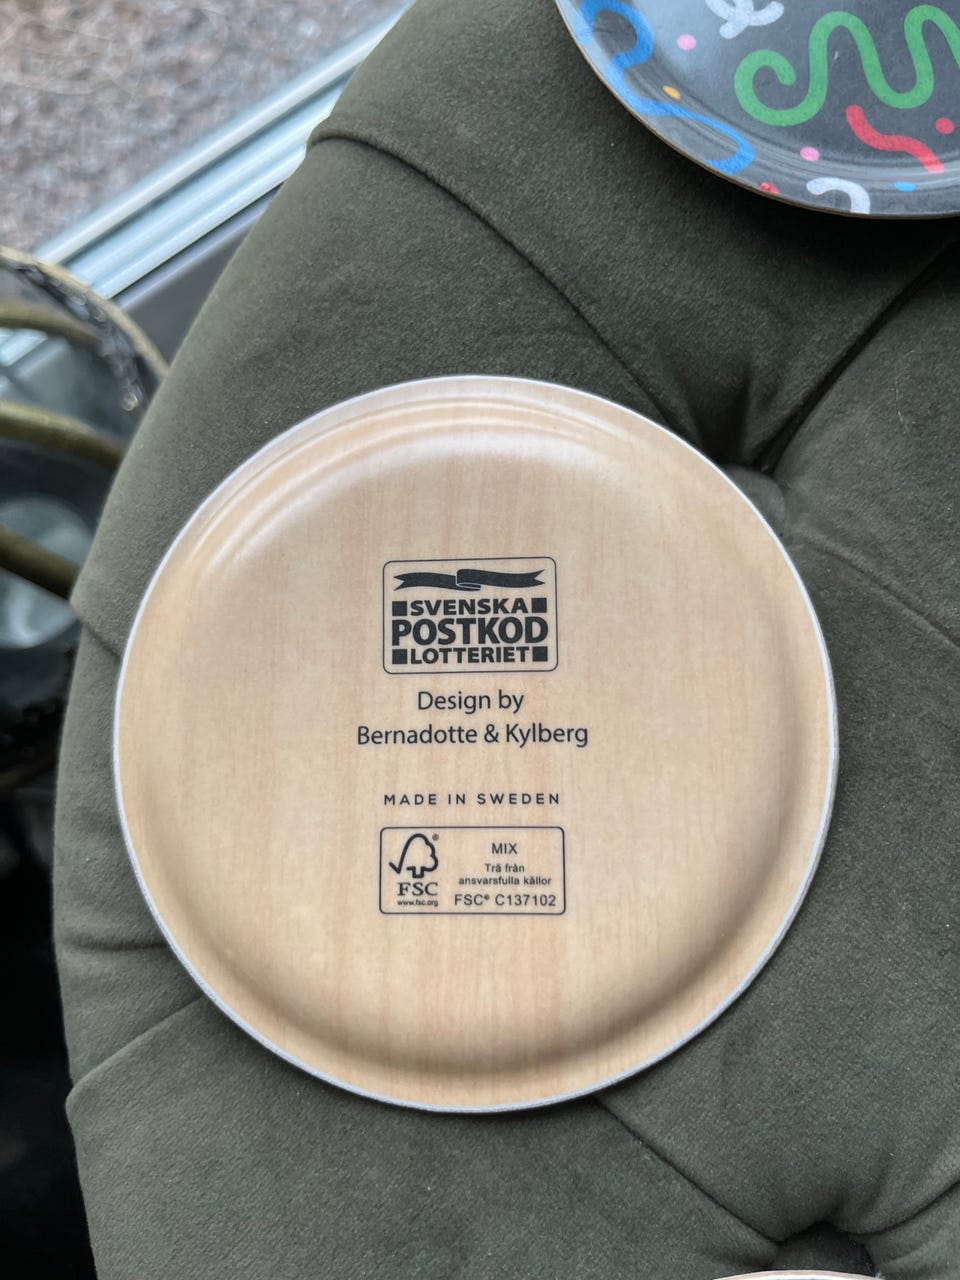 SVENSKA
POSTKOD
LOTTERIET
Design by
Bernadotte & Kylberg
MADE IN SWEDEN
FSC®
www.fsc.org
MIX
Trä från
ansvarsfulla källor
FSC® C137102